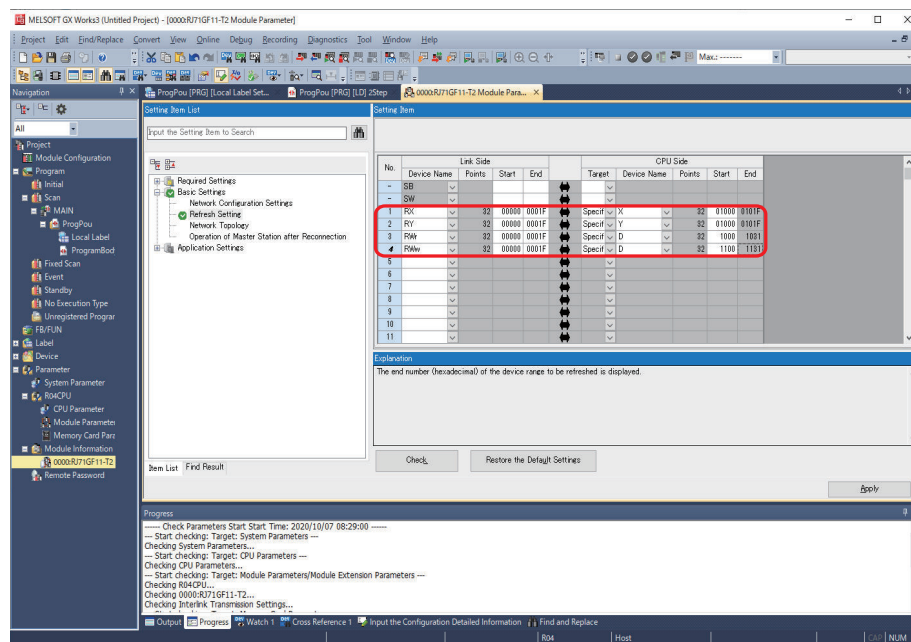 MELSOFT GX Works3 (Untitled Project) - [0000:RJ71GF11-T2 Module Parameter]
Project Edit Find/Replace Convert View Online Debug Recording Diagnostics Tool Window Help
Max.: --------
Navigation
ProgPou [PRG] [Local Label Set...
ProgPou [PRG] [LD] 2Step
0000:RJ71GF11-T2 Module Para...
All
Project
Module Configuration
Program
Initial
Scan
MAIN
ProgPou
Local Label
ProgramBod
Fixed Scan
Event
Standby
No Execution Type
Unregistered Prograr
FB/FUN
Label
Device
Parameter
System Parameter
R04CPU
CPU Parameter
Module Parameter
Memory Card Para
Module Information
0000:RJ71GF11-T2
Remote Password
Setting Item List
Input the Setting Item to Search
Required Settings
Basic Settings
Network Configuration Settings
Refresh Setting
Network Topology
Operation of Master Station after Reconnection
Application Settings
Item List Find Result
Setting Item
No. Link Side CPU Side
Device Name Points Start End Target Device Name Points Start End
- SB
- SW
1 RX 32 00000 0001F Specif X 32 01000 0101F
2 RY 32 00000 0001F Specif Y 32 01000 0101F
3 RWr 32 00000 0001F Specif D 32 1000 1031
4 RWw 32 00000 0001F Specif D 32 1100 1131
5
6
7
8
9
10
11
Explanation
The end number (hexadecimal) of the device range to be refreshed is displayed.
Check Restore the Default Settings
Apply
Progress
------ Check Parameters Start Start Time: 2020/10/07 08:29:00 ------
--- Start checking: Target: System Parameters ---
Checking System Parameters...
--- Start checking: Target: CPU Parameters ---
Checking CPU Parameters...
--- Start checking: Target: Module Parameters/Module Extension Parameters ---
Checking R04CPU...
Checking 0000:RJ71GF11-T2...
Checking Interlink Transmission Settings...
Output Progress Watch 1 Cross Reference 1 Input the Configuration Detailed Information Find and Replace
R04 Host CAP NUM